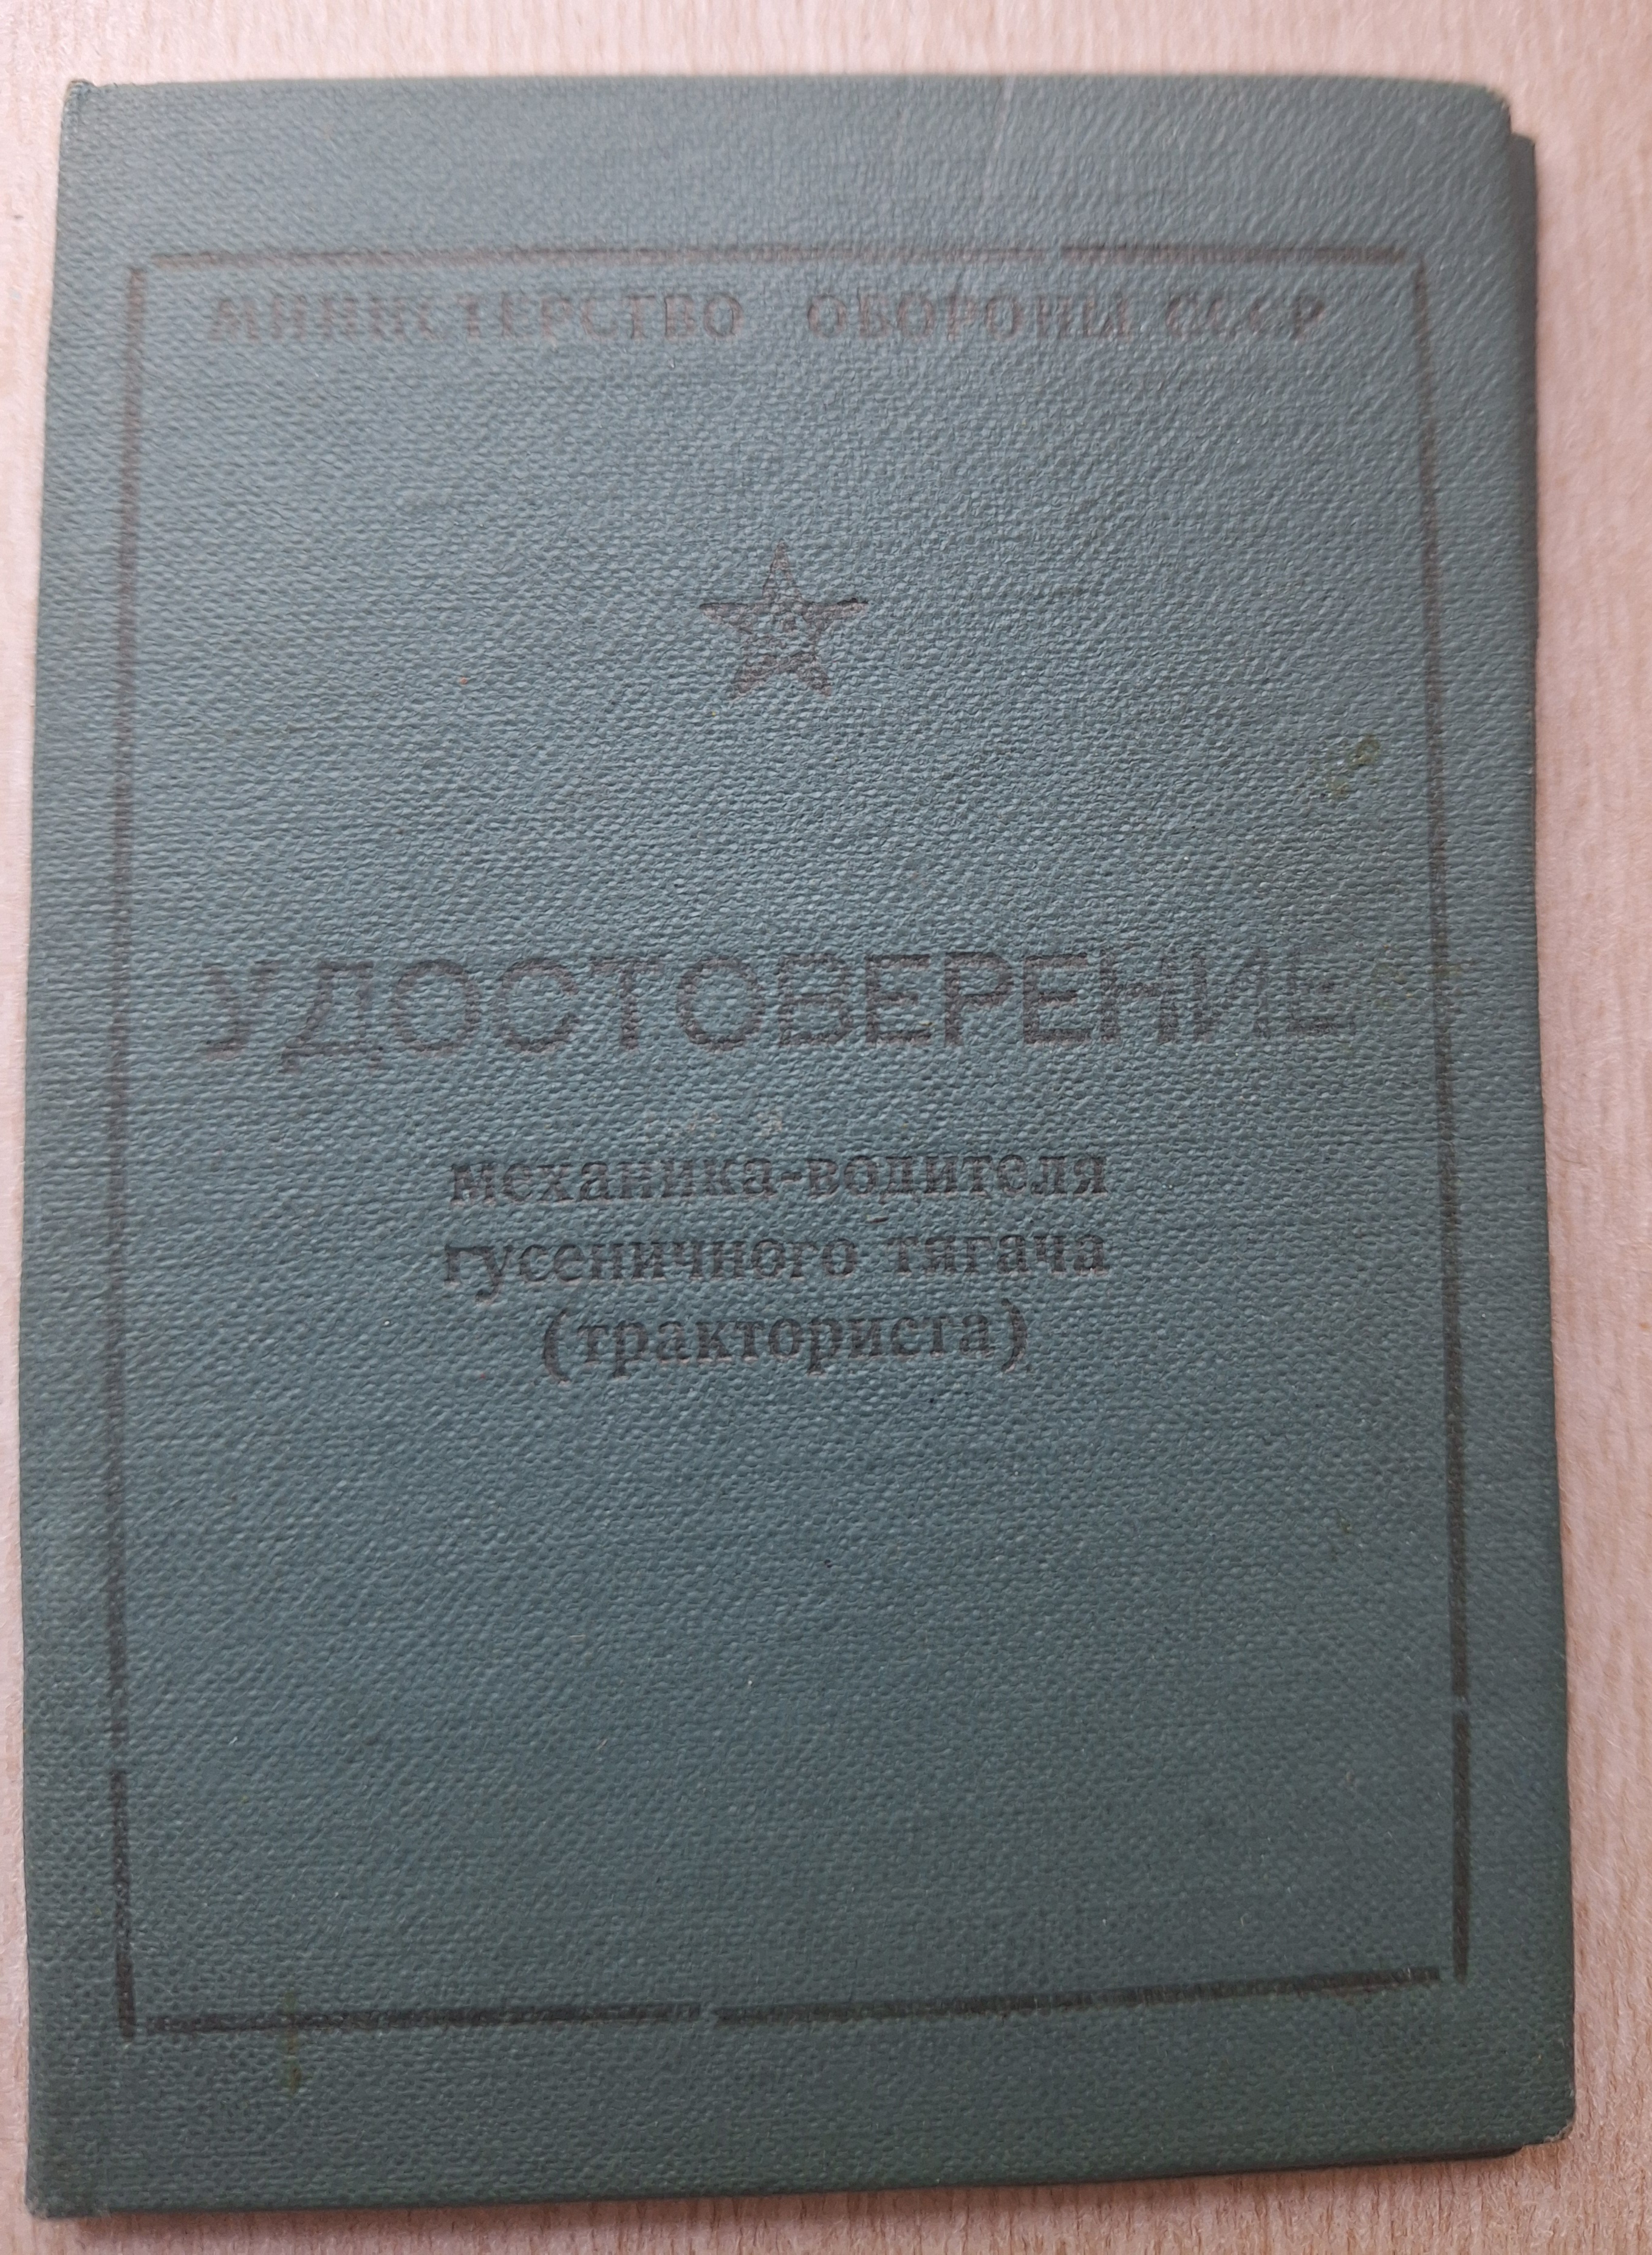 МИНИСТЕРСТВО ОБОРОНЫ СССР
УДОСТОВЕРЕНИЕ
механика-водителя
гусеничного тягача
(тракториста)